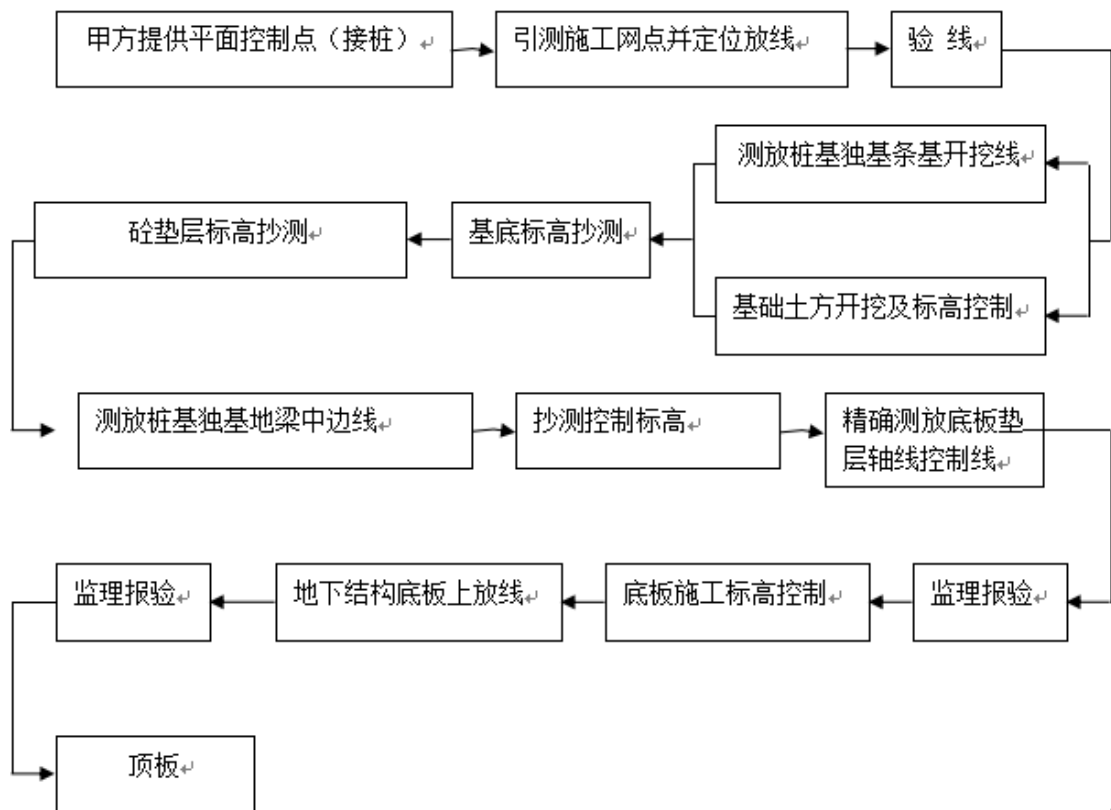 甲方提供平面控制点（接桩）
引测施工网点并定位放线
验 线
测放桩基独基条基开挖线
砼垫层标高抄测
基底标高抄测
基础土方开挖及标高控制
测放桩基独基地梁中边线
抄测控制标高
精确测放底板垫
层轴线控制线
监理报验
地下结构底板上放线
底板施工标高控制
监理报验
顶板